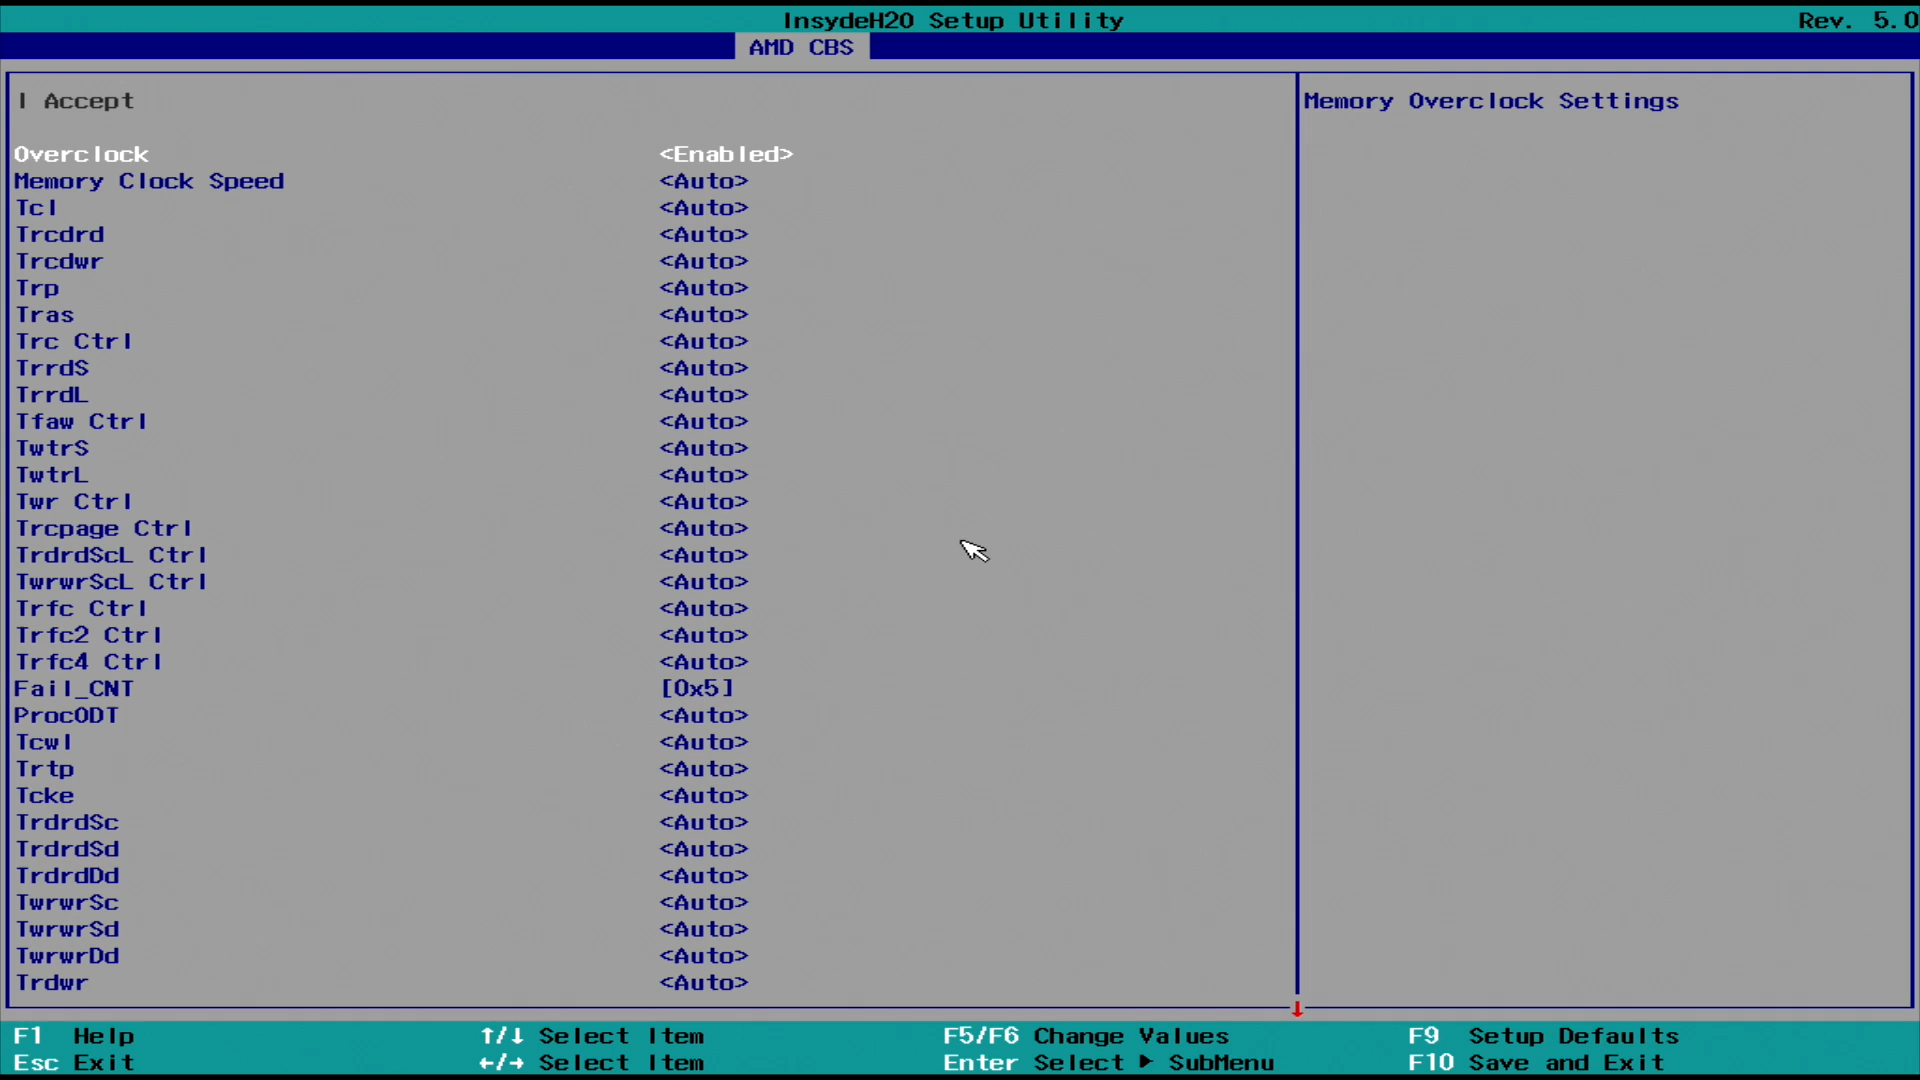 InsydeH20 Setup Utility Rev. 5.0
AMD CBS
I Accept
Memory Overclock Settings
Overclock <Enabled>
Memory Clock Speed <Auto>
Tcl <Auto>
Trcdrd <Auto>
Trcdwr <Auto>
Trp <Auto>
Tras <Auto>
Trc Ctrl <Auto>
TrrdS <Auto>
TrrdL <Auto>
Tfaw Ctrl <Auto>
TwtrS <Auto>
TwtrL <Auto>
Twr Ctrl <Auto>
Trcpage Ctrl <Auto>
TrdrdScL Ctrl <Auto>
TwrwrScL Ctrl <Auto>
Trfc Ctrl <Auto>
Trfc2 Ctrl <Auto>
Trfc4 Ctrl <Auto>
Fail_CNT [0x5]
ProcODT <Auto>
Tcwl <Auto>
Trtp <Auto>
Tcke <Auto>
TrdrdSc <Auto>
TrdrdSd <Auto>
TrdrdDd <Auto>
TwrwrSc <Auto>
TwrwrSd <Auto>
TwrwrDd <Auto>
Trdwr <Auto>
F1 Help ↑/↓ Select Item F5/F6 Change Values F9 Setup Defaults
Esc Exit ←/→ Select Item Enter Select ► SubMenu F10 Save and Exit